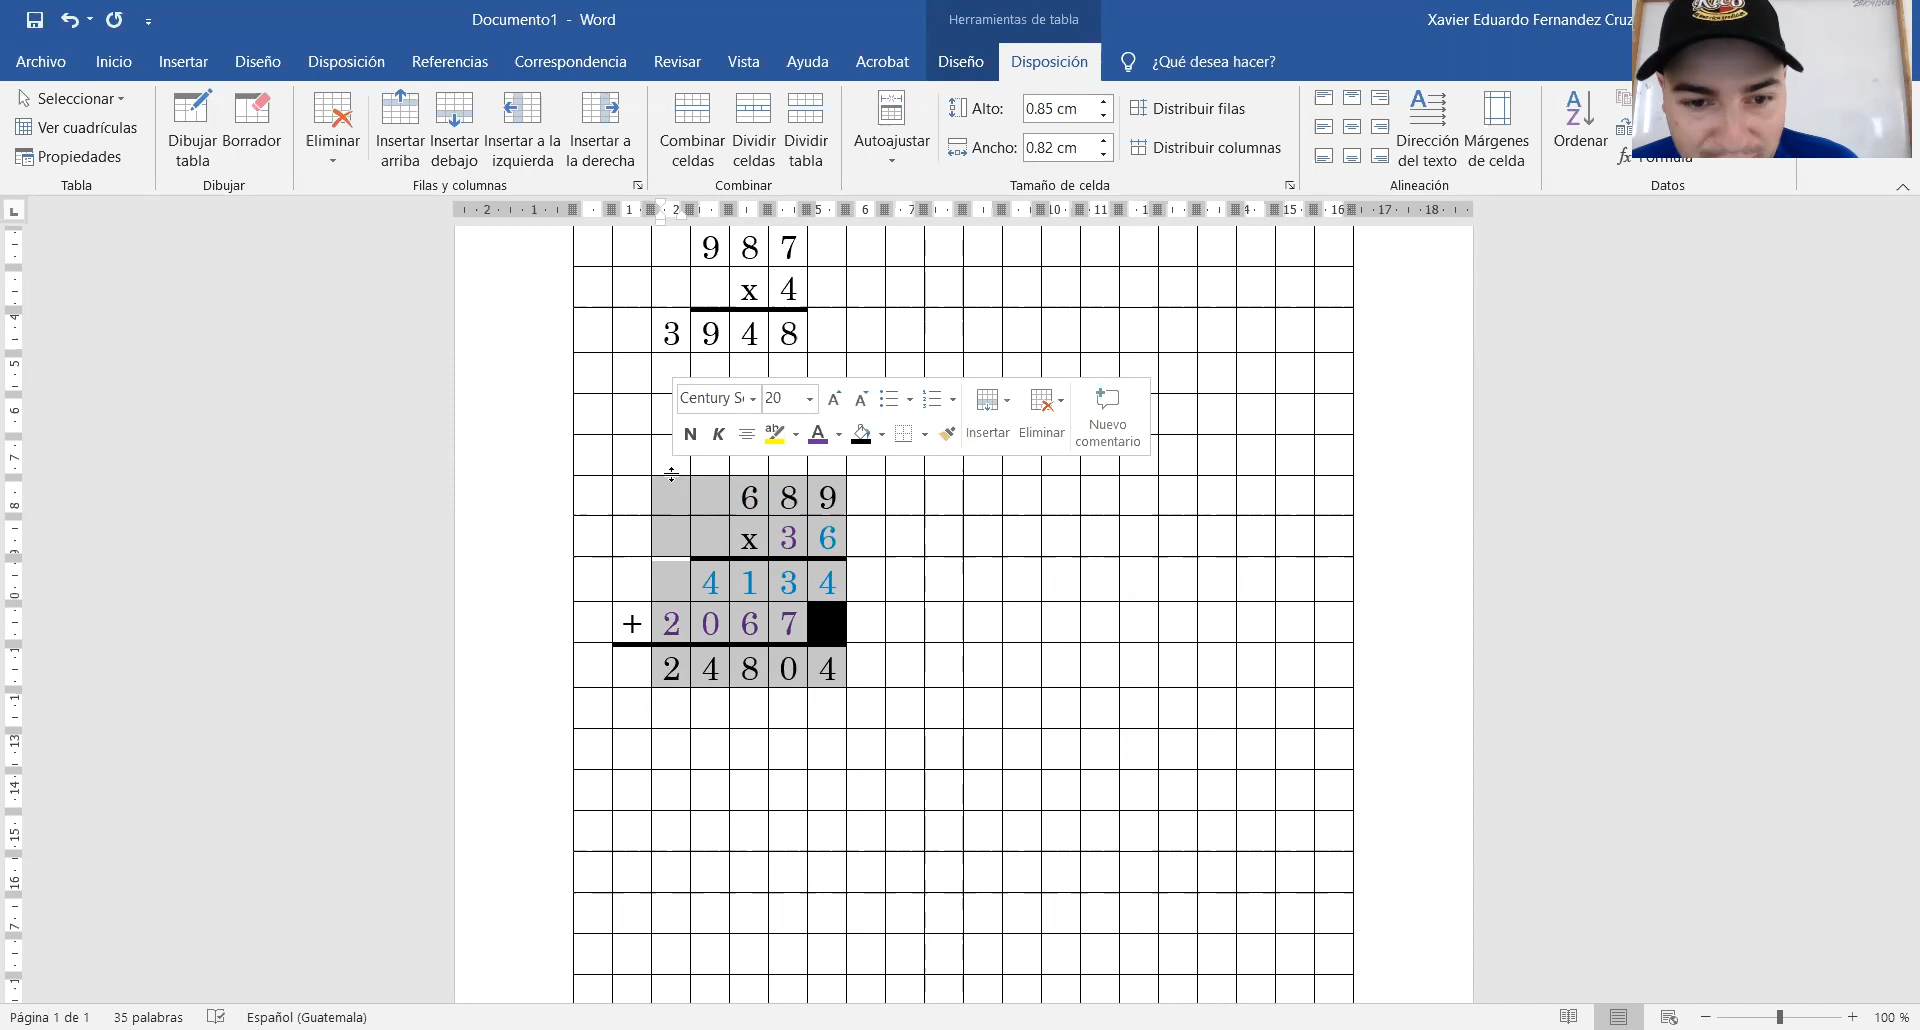 Documento1 - Word
Herramientas de tabla
Xavier Eduardo Fernandez Cruz
Archivo Inicio Insertar Diseño Disposición Referencias Correspondencia Revisar Vista Ayuda Acrobat Diseño Disposición ¿Qué desea hacer?
Seleccionar
Ver cuadrículas
Propiedades
Tabla
Dibujar tabla
Borrador
Dibujar
Eliminar
Insertar arriba
Insertar debajo
Insertar a la izquierda
Insertar a la derecha
Filas y columnas
Combinar celdas
Dividir celdas
Dividir tabla
Combinar
Autoajustar
Alto: 0.85 cm
Ancho: 0.82 cm
Distribuir filas
Distribuir columnas
Tamaño de celda
Dirección del texto
Márgenes de celda
Alineación
Ordenar
Fórmula
Datos
9 8 7
x 4
3 9 4 8
Century Sc 20
N K
Insertar Eliminar Nuevo comentario
6 8 9
x 3 6
4 1 3 4
+ 2 0 6 7
2 4 8 0 4
Página 1 de 1 35 palabras Español (Guatemala) 100 %